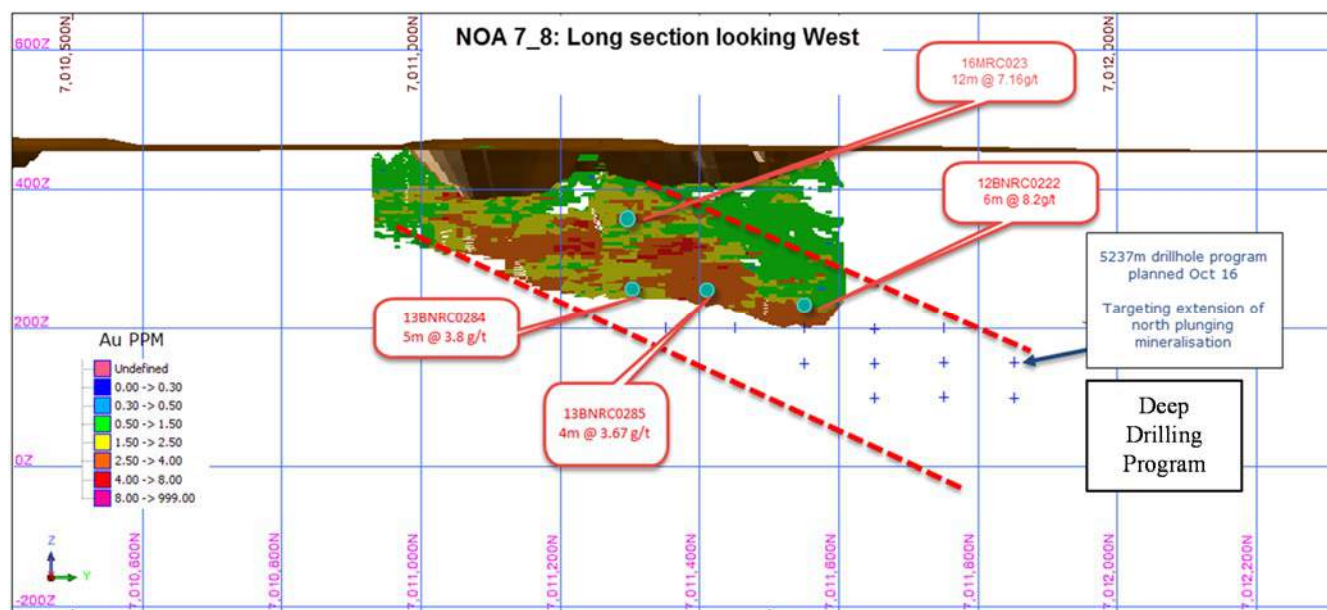 NOA 7_8: Long section looking West
600Z
400Z
200Z
0Z
-200Z
7,010,500N
7,011,000N
7,012,000N
16MRC023
12m @ 7.16g/t
12BNRC0222
6m @ 8.2g/t
13BNRC0284
5m @ 3.8 g/t
13BNRC0285
4m @ 3.67 g/t
5237m drillhole program
planned Oct 16
Targeting extension of
north plunging
mineralisation
Deep
Drilling
Program
Au PPM
Undefined
0.00 -> 0.30
0.30 -> 0.50
0.50 -> 1.50
1.50 -> 2.50
2.50 -> 4.00
4.00 -> 8.00
8.00 -> 999.00
Z
Y
7,010,600N
7,010,800N
7,011,000N
7,011,200N
7,011,400N
7,011,600N
7,011,800N
7,012,000N
7,012,200N